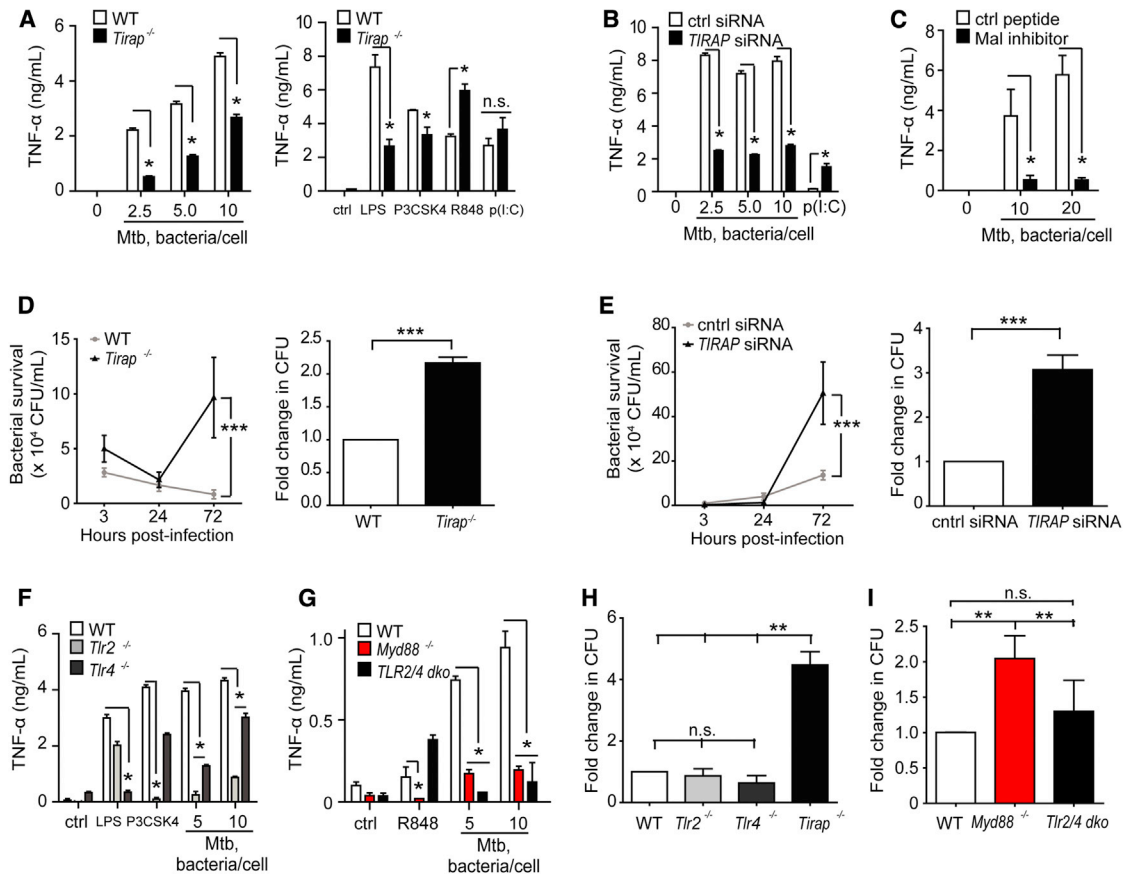 A
WT
Tirap -/-
TNF-α (ng/mL)
6
4
2
0
* * *
0 2.5 5.0 10
Mtb, bacteria/cell
WT
Tirap -/-
TNF-α (ng/mL)
10
8
6
4
2
0
* * * n.s.
ctrl LPS P3CSK4 R848 p(I:C)
B
ctrl siRNA
TIRAP siRNA
TNF-α (ng/mL)
10
8
6
4
2
0
* * * *
0 2.5 5.0 10 p(I:C)
Mtb, bacteria/cell
C
ctrl peptide
Mal inhibitor
TNF-α (ng/mL)
10
8
6
4
2
0
* *
0 10 20
Mtb, bacteria/cell
D
WT
Tirap -/-
Bacterial survival
(x 10⁴ CFU/mL)
15
10
5
0
***
3 24 72
Hours post-infection
Fold change in CFU
2.5
2.0
1.5
1.0
0.5
0.0
***
WT Tirap-/-
E
cntrl siRNA
TIRAP siRNA
Bacterial survival
(x 10⁴ CFU/mL)
80
60
40
20
0
***
3 24 72
Hours post-infection
Fold change in CFU
4
3
2
1
0
***
cntrl siRNA TIRAP siRNA
F
WT
Tlr2 -/-
Tlr4 -/-
TNF-α (ng/mL)
6
4
2
0
* * * *
ctrl LPS P3CSK4 5 10
Mtb,
bacteria/cell
G
WT
Myd88 -/-
TLR2/4 dko
TNF-α (ng/mL)
1.0
0.5
0
* * *
ctrl R848 5 10
Mtb,
bacteria/cell
H
Fold change in CFU
6
4
2
0
**
n.s.
WT Tlr2 -/- Tlr4 -/- Tirap -/-
I
Fold change in CFU
2.5
2.0
1.5
1.0
0.5
0.0
n.s.
** **
WT Myd88 -/- Tlr2/4 dko